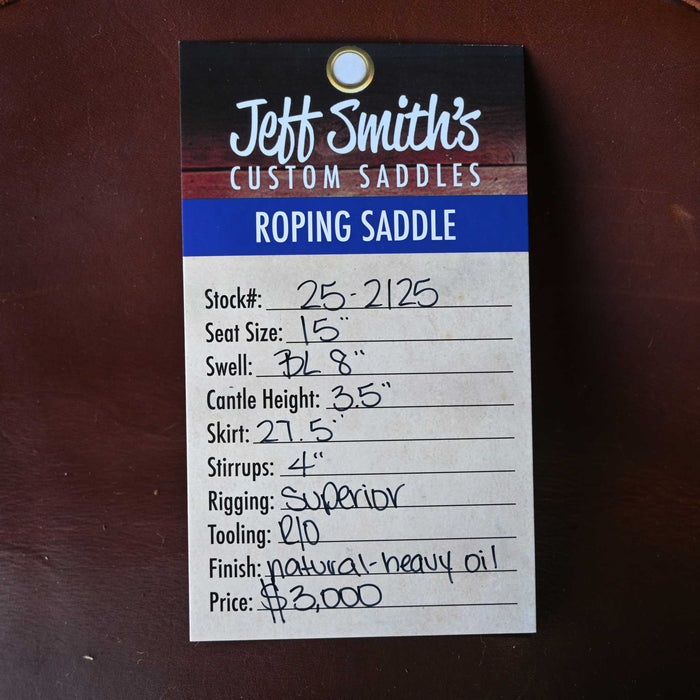 Jeff Smith's
CUSTOM SADDLES
ROPING SADDLE
Stock#: 25-2125
Seat Size: 15"
Swell: BL 8"
Cantle Height: 3.5"
Skirt: 27.5"
Stirrups: 4"
Rigging: Superior
Tooling: R/O
Finish: natural-heavy oil
Price: $3,000